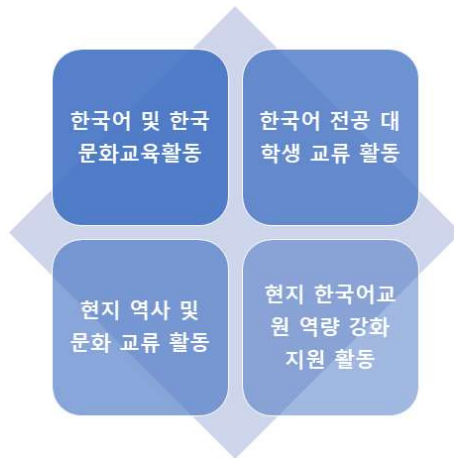 한국어 및 한국
문화교육활동
한국어 전공 대
학생 교류 활동
현지 역사 및
문화 교류 활동
현지 한국어교
원 역량 강화
지원 활동